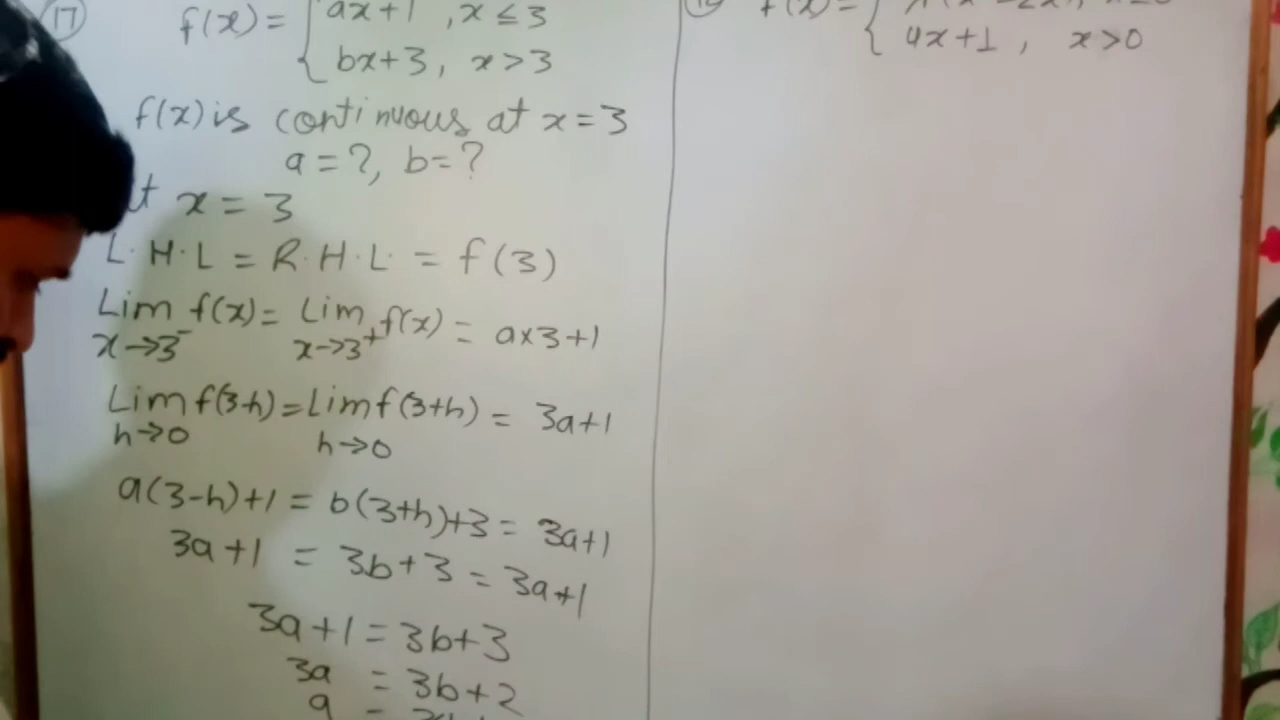 17 f(x) = { ax+1 , x ≤ 3
bx+3, x>3
f(x) is continuous at x = 3
a = ?, b = ?
x = 3
L.H.L = R.H.L. = f(3)
Lim f(x) = Lim f(x) = a×3+1
x→3⁻ x→3⁺
Lim f(3-h) = Lim f(3+h) = 3a+1
h→0 h→0
a(3-h)+1 = b(3+h)+3 = 3a+1
3a+1 = 3b+3 = 3a+1
3a+1 = 3b+3
3a = 3b+2
a =
f(x) = {
4x+1 , x>0